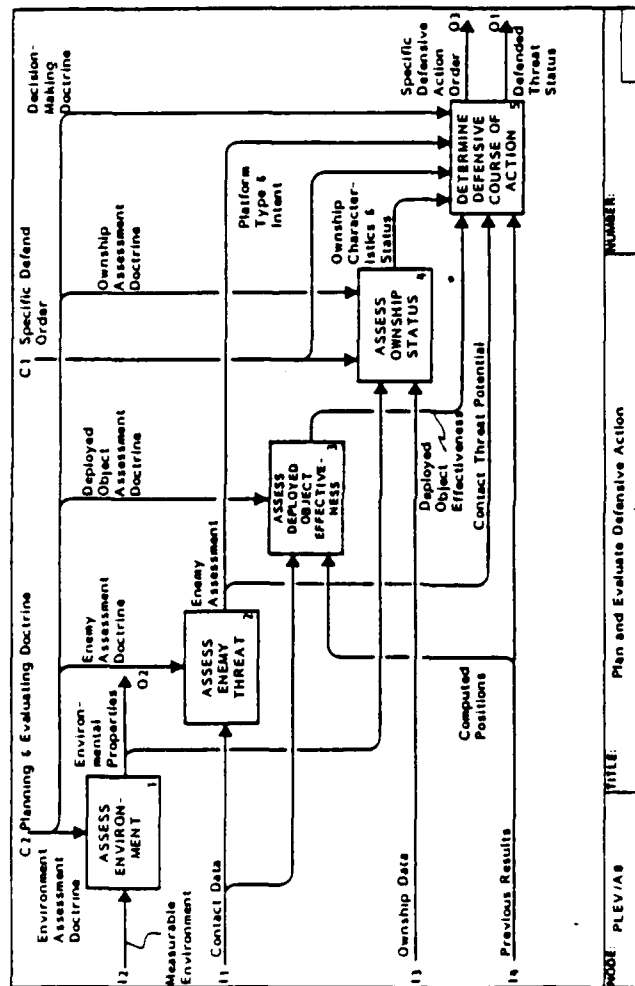 C2 Planning & Evaluating Doctrine
C1 Specific Defend
Order
Decision-
Making
Doctrine
Environment
Assessment
Doctrine
Enemy
Assessment
Doctrine
Deployed
Object
Assessment
Doctrine
Ownship
Assessment
Doctrine
I2
Measurable Environment
ASSESS
ENVIRON-
MENT
1
Environ-
mental
Properties
O2
I1
Contact Data
ASSESS
ENEMY
THREAT
2
Enemy
Assessment
Platform
Type &
Intent
ASSESS
DEPLOYED
OBJECT
EFFECTIVE-
NESS
3
Deployed
Object
Effectiveness
Contact Threat Potential
I3
Ownship Data
ASSESS
OWNSHIP
STATUS
4
Ownship
Character-
istics &
Status
I4
Previous Results
Computed
Positions
DETERMINE
DEFENSIVE
COURSE OF
ACTION
5
Specific
Defensive
Action
Order
O3
O1
Defended
Threat
Status
NODE: PLEV/A8
TITLE:
Plan and Evaluate Defensive Action
NUMBER: